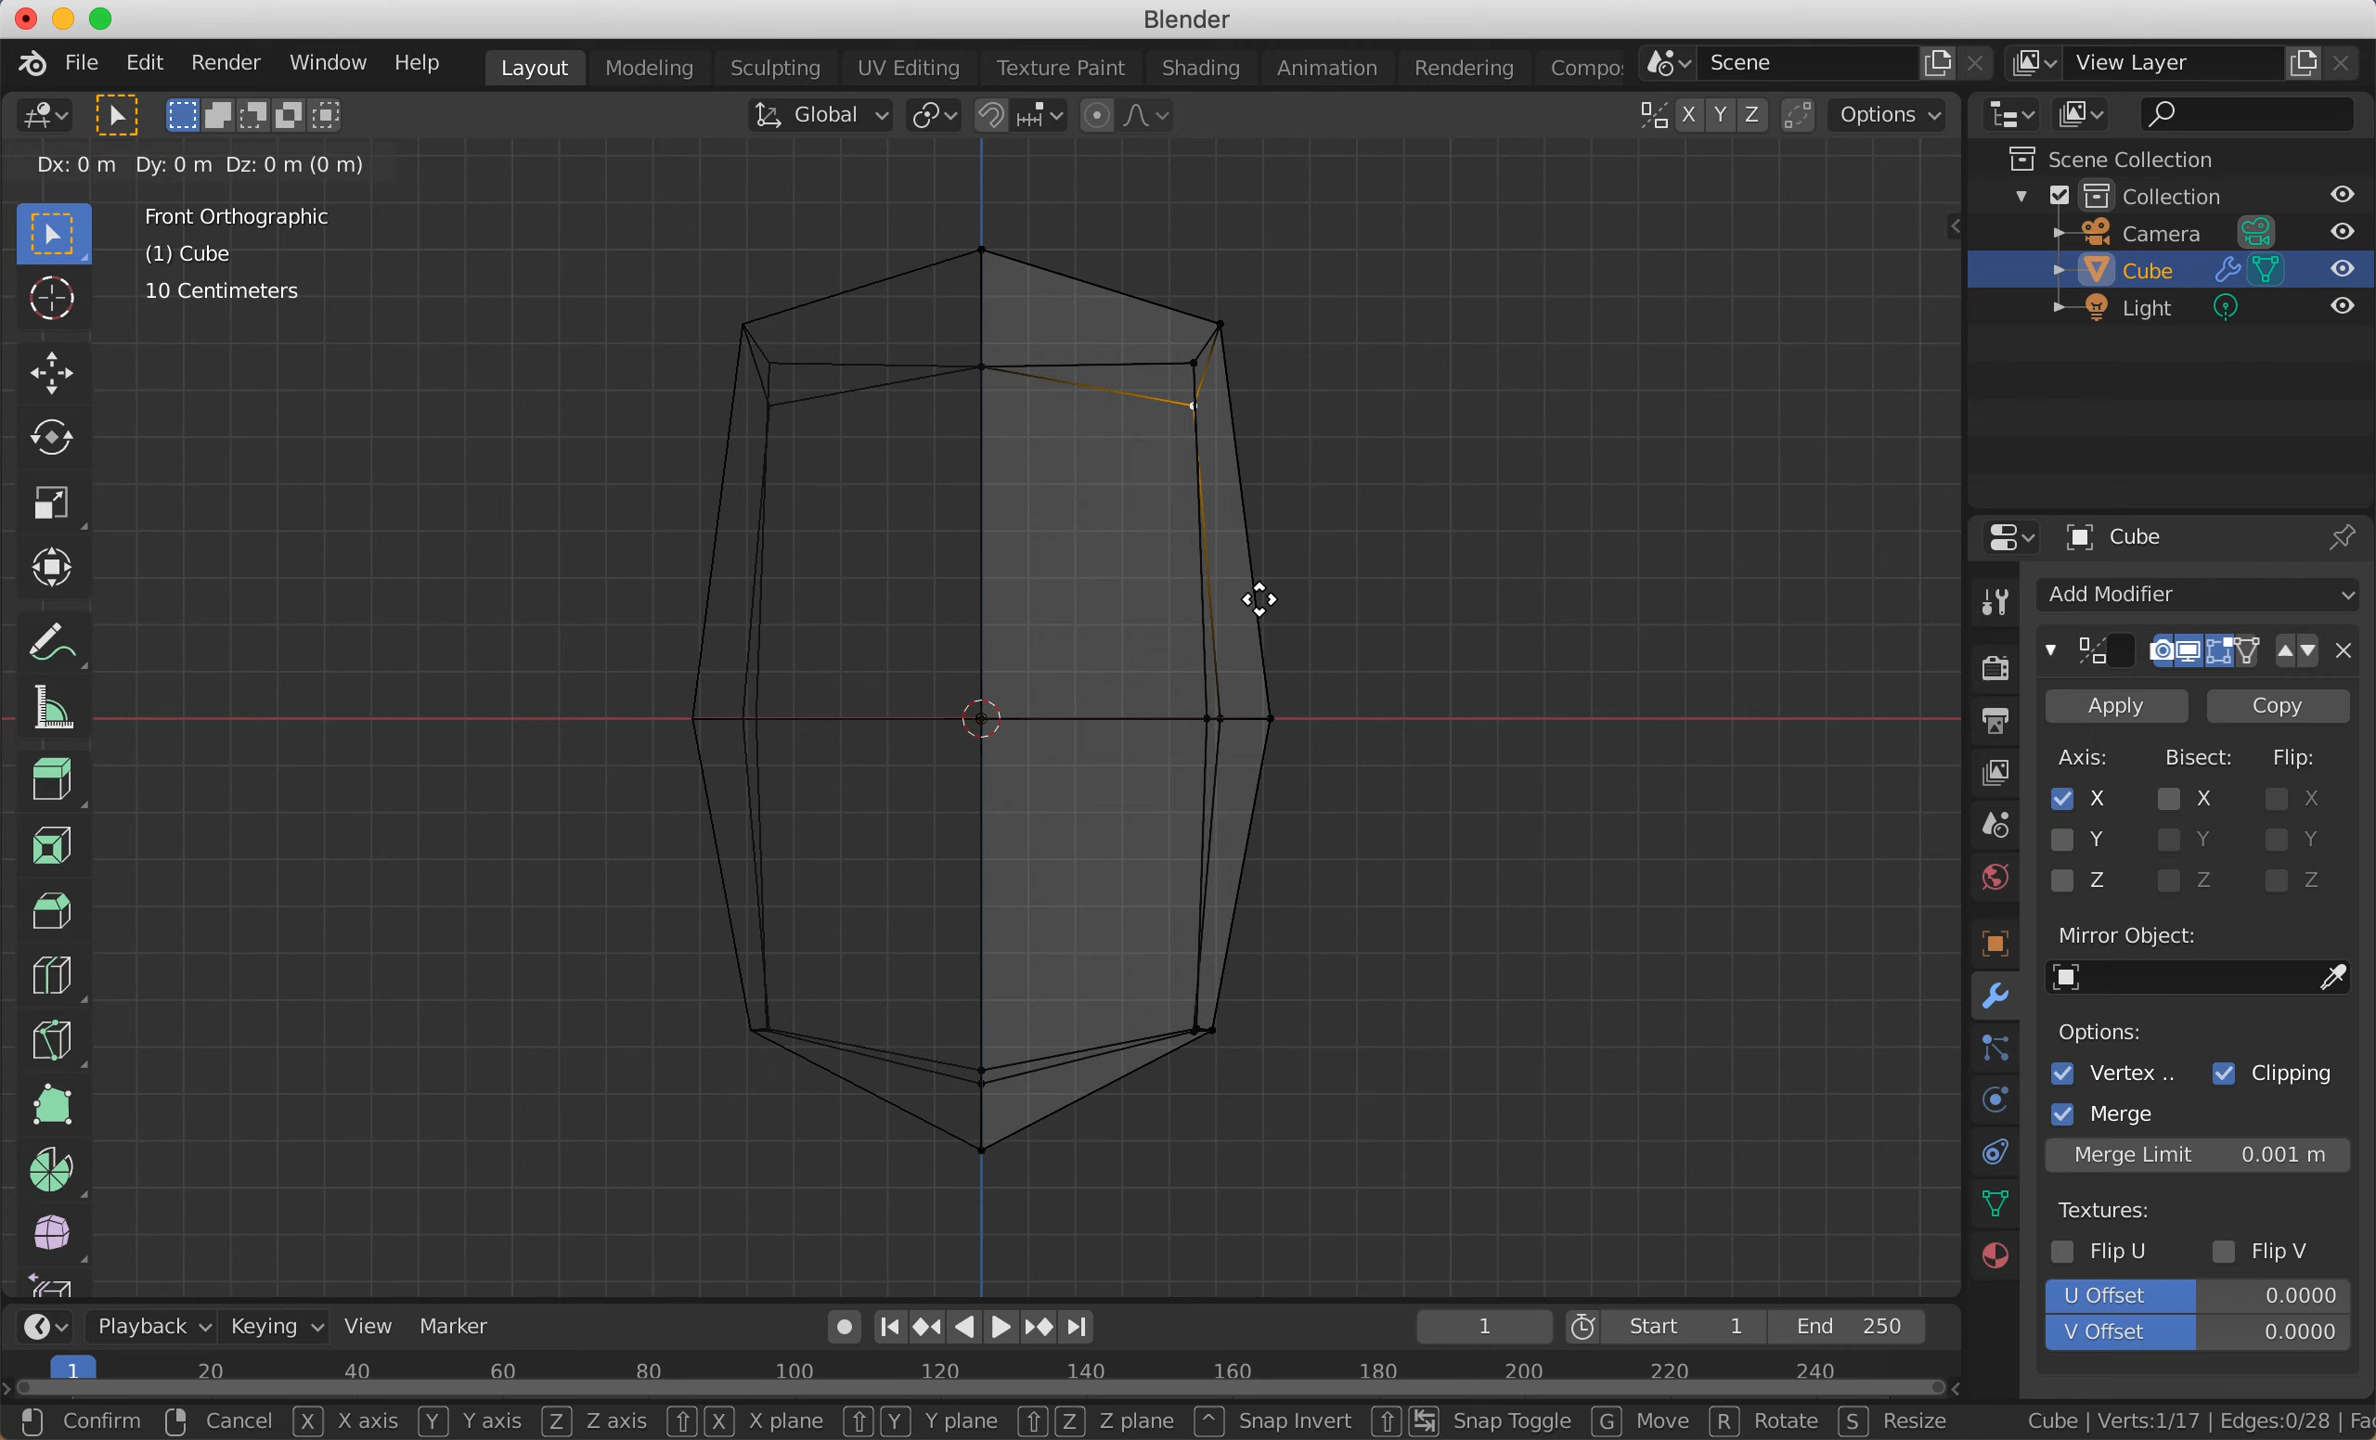 Blender
File Edit Render Window Help
Layout Modeling Sculpting UV Editing Texture Paint Shading Animation Rendering Compo
Scene
View Layer
Global
X Y Z
Options
Dx: 0 m Dy: 0 m Dz: 0 m (0 m)
Front Orthographic
(1) Cube
10 Centimeters
Scene Collection
Collection
Camera
Cube
Light
Cube
Add Modifier
Apply Copy
Axis: Bisect: Flip:
X X X
Y Y Y
Z Z Z
Mirror Object:
Options:
Vertex .. Clipping
Merge
Merge Limit 0.001 m
Textures:
Flip U Flip V
U Offset 0.0000
V Offset 0.0000
Playback Keying View Marker
1
Start 1
End 250
1 20 40 60 80 100 120 140 160 180 200 220 240
Confirm Cancel X X axis Y Y axis Z Z axis X X plane Y Y plane Z Z plane ^ Snap Invert Snap Toggle G Move R Rotate S Resize
Cube | Verts:1/17 | Edges:0/28 | Fac